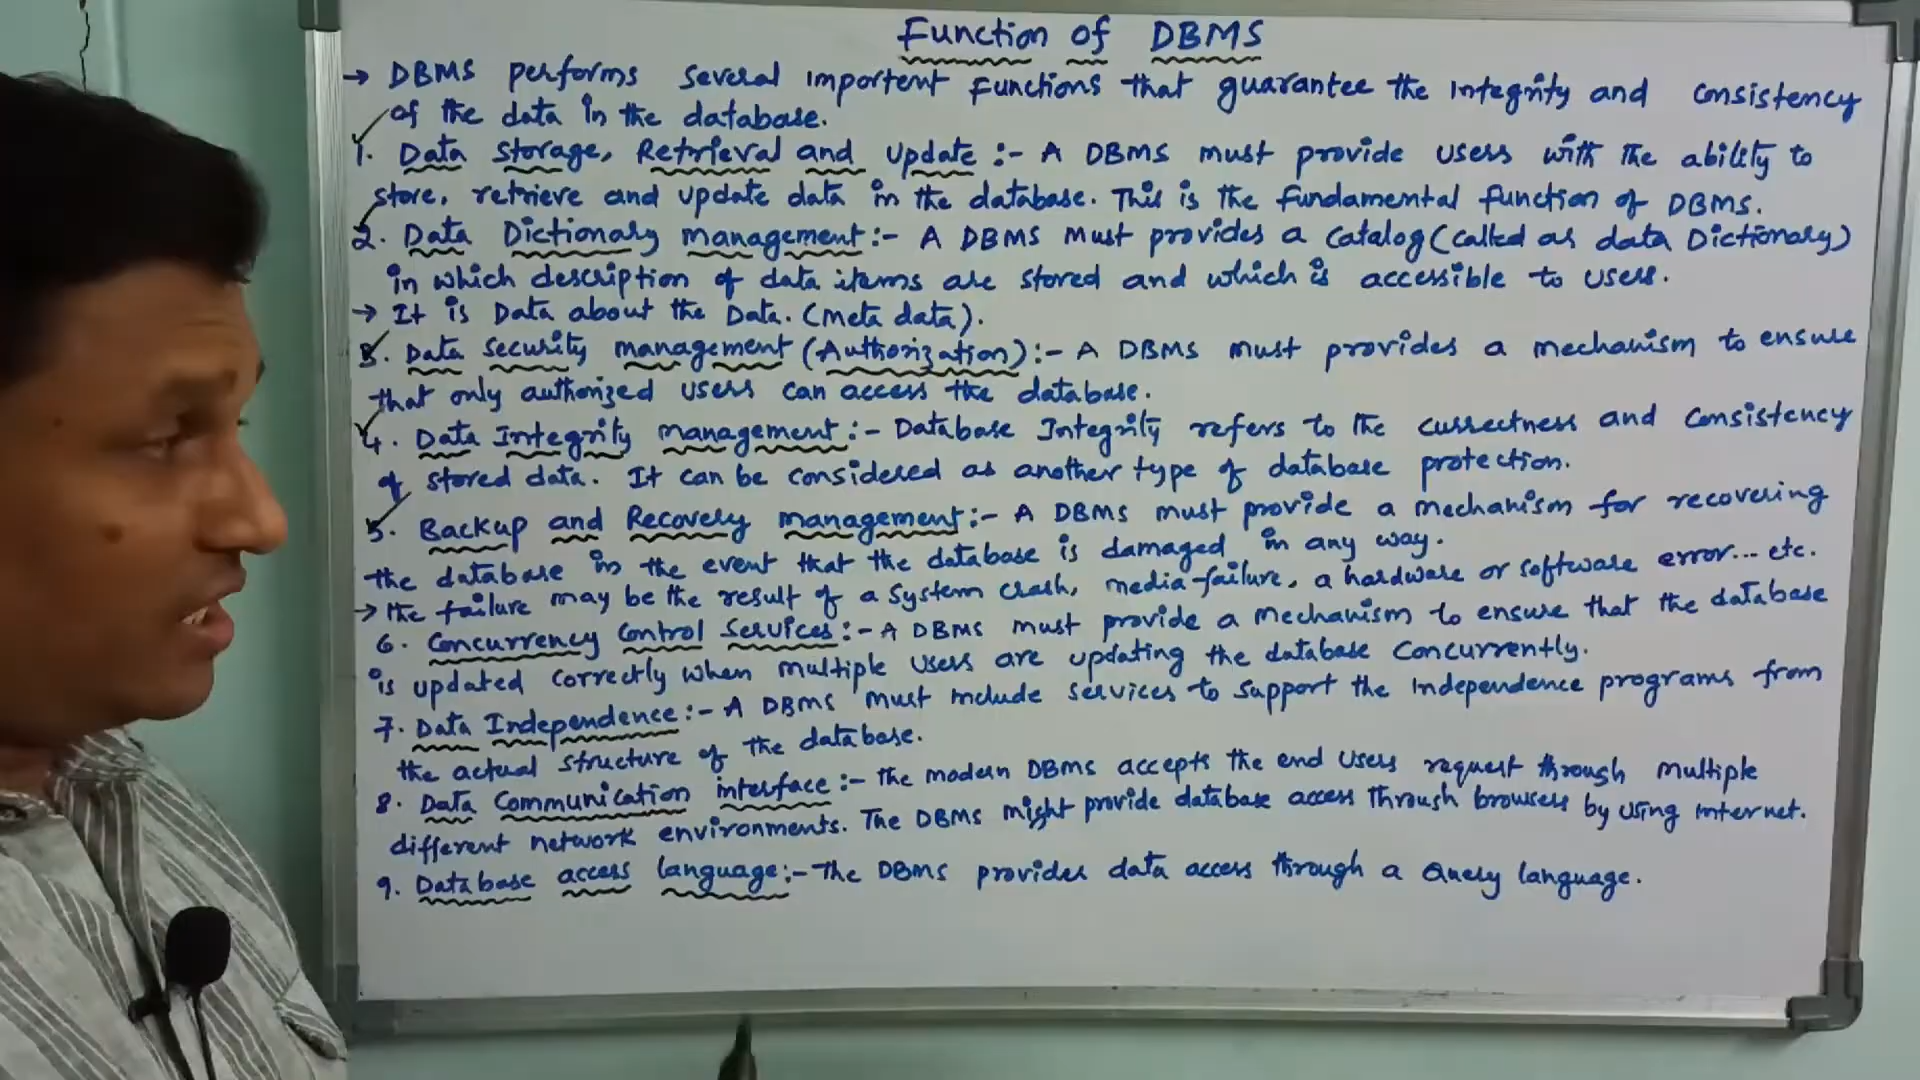 Function of DBMS
→ DBMS performs several importent functions that guarantee the Integrity and consistency
of the data in the database.
1. Data storage, Retrieval and update :- A DBMS must provide users with the ability to
store, retrieve and update data in the database. This is the fundamental function of DBMS.
2. Data Dictionary management :- A DBMS must provides a catalog (called as data Dictionary)
in which description of data items are stored and which is accessible to users.
→ It is Data about the Data. (meta data).
3. Data security management (Authorization) :- A DBMS must provides a mechanism to ensure
that only authorized users can access the database.
4. Data Integrity management :- Database Integrity refers to the currectness and consistency
of stored data. It can be considered as another type of database protection.
5. Backup and Recovery management :- A DBMS must provide a mechanism for recovering
the database in the event that the database is damaged in any way.
→ the failure may be the result of a system crash, media-failure, a hardware or software error... etc.
6. Concurrency control services :- A DBMS must provide a mechanism to ensure that the database
is updated correctly when multiple users are updating the database concurrently.
7. Data Independence :- A DBMS must include services to support the independence programs from
the actual structure of the database.
8. Data communication interface :- the modern DBMS accepts the end users request through multiple
different network environments. The DBMS might provide database access through browsers by using internet.
9. Database access language :- the DBMS provides data access through a Query language.